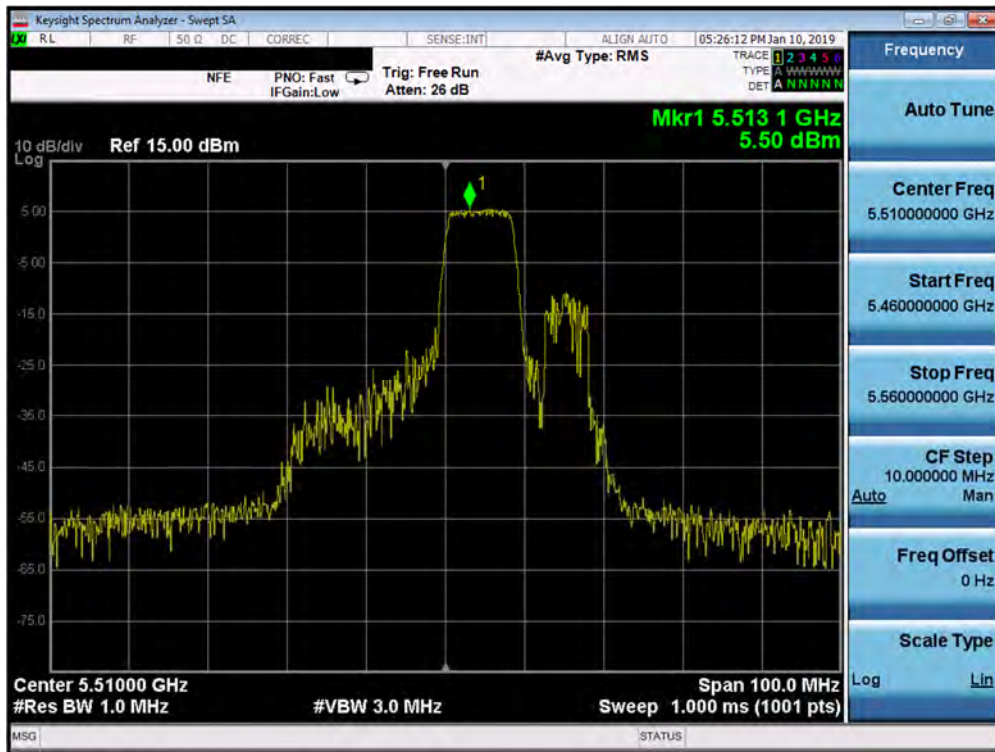 Keysight Spectrum Analyzer - Swept SA
LXI RL RF 50 Ω DC CORREC SENSE:INT ALIGN AUTO 05:26:12 PM Jan 10, 2019
#Avg Type: RMS TRACE 1 2 3 4 5 6
NFE PNO: Fast Trig: Free Run TYPE A WWWWW
IFGain:Low Atten: 26 dB DET A N N N N N
Mkr1 5.513 1 GHz
5.50 dBm
10 dB/div Ref 15.00 dBm
Log
1
5.00
-5.00
-15.0
-25.0
-35.0
-45.0
-55.0
-65.0
-75.0
Center 5.51000 GHz Span 100.0 MHz
#Res BW 1.0 MHz #VBW 3.0 MHz Sweep 1.000 ms (1001 pts)
MSG STATUS
Frequency
Auto Tune
Center Freq
5.510000000 GHz
Start Freq
5.460000000 GHz
Stop Freq
5.560000000 GHz
CF Step
10.000000 MHz
Auto Man
Freq Offset
0 Hz
Scale Type
Log Lin